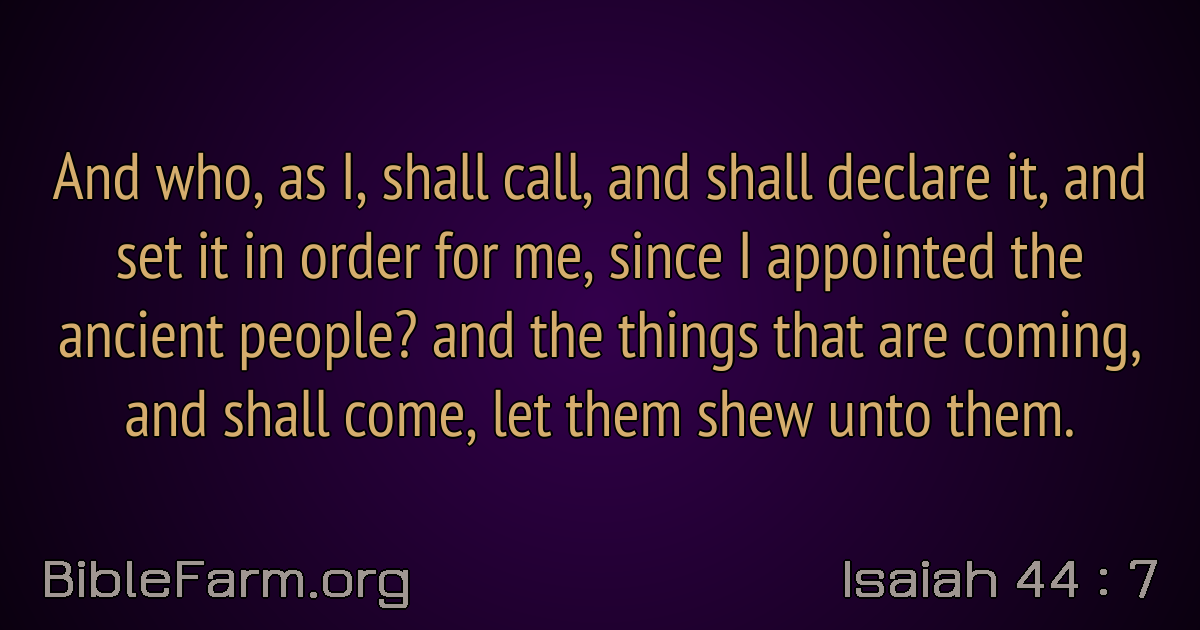 And who, as I, shall call, and shall declare it, and
set it in order for me, since I appointed the
ancient people? and the things that are coming,
and shall come, let them shew unto them.
BibleFarm.org
Isaiah 44 : 7